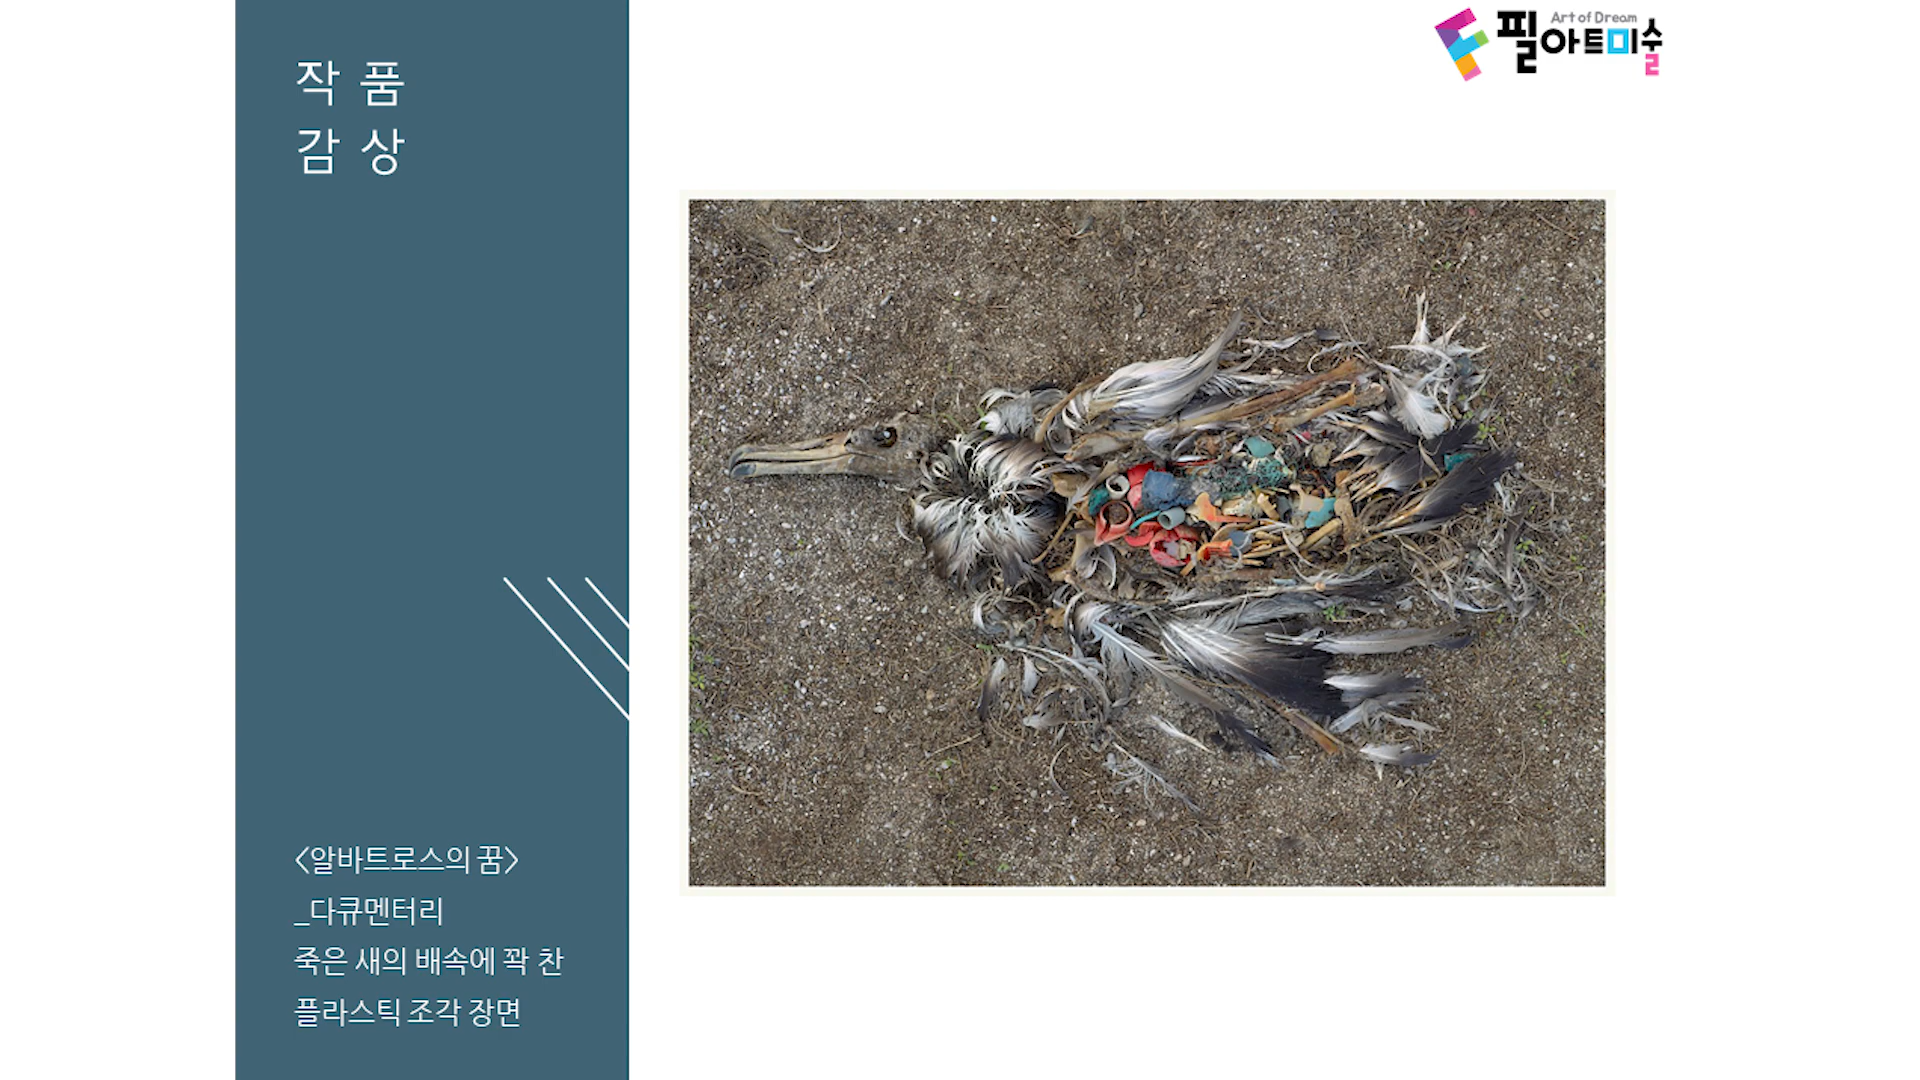 작 품
감 상
Art of Dream
필아트미술
<알바트로스의 꿈>
_다큐멘터리
죽은 새의 배속에 꽉 찬
플라스틱 조각 장면